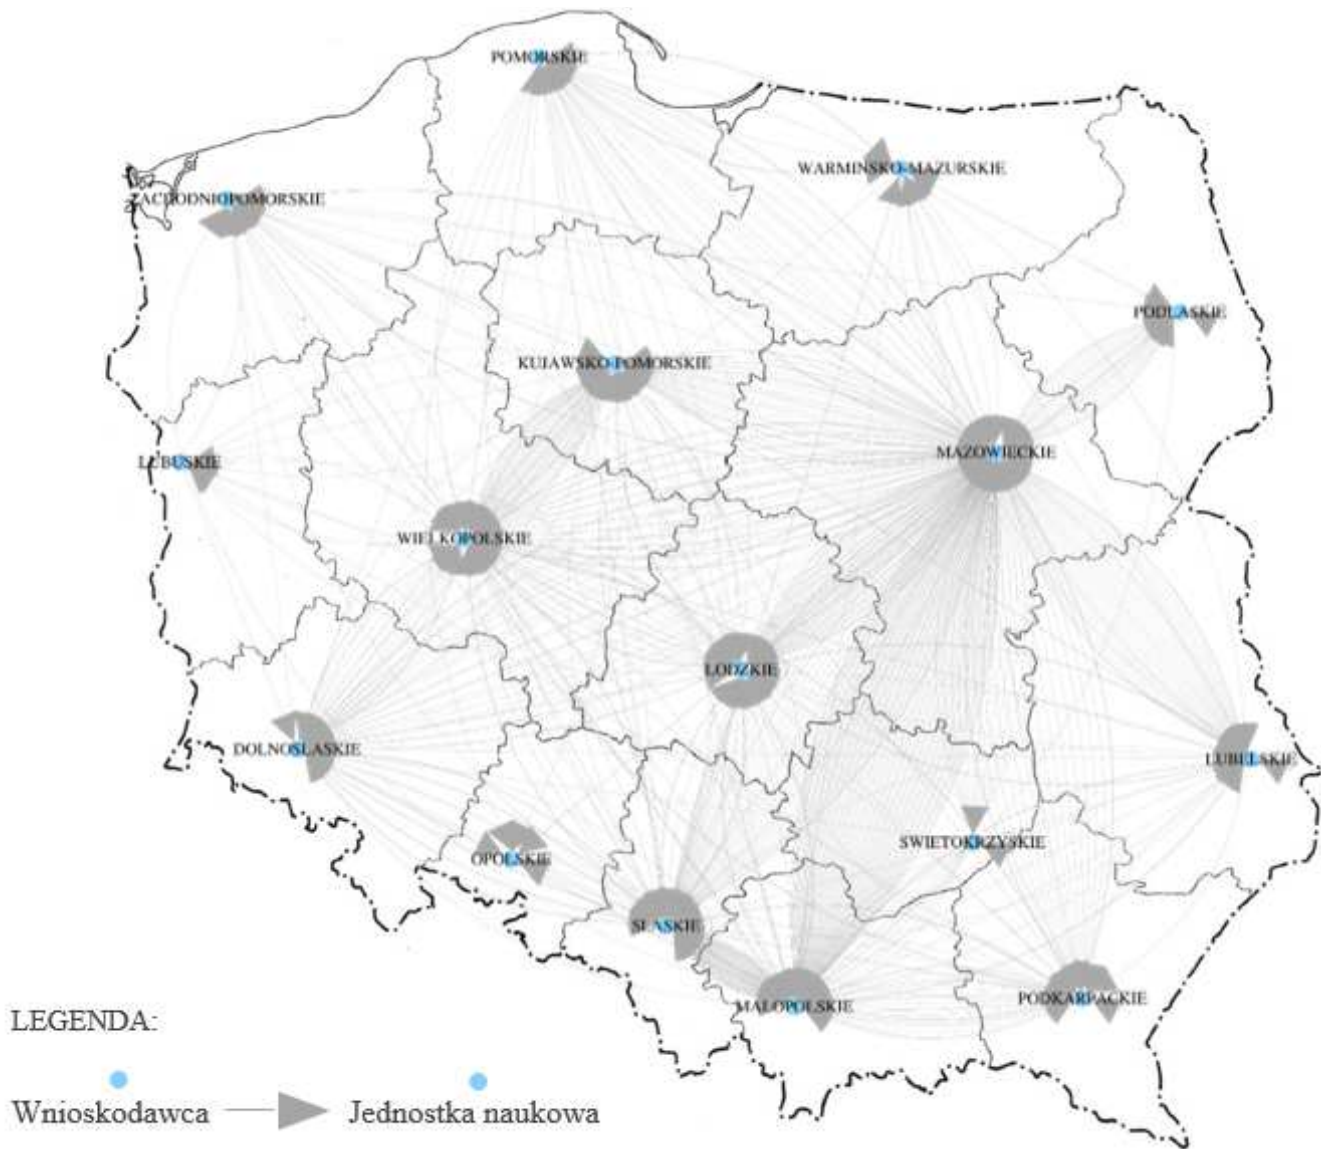 POMORSKIE
WARMINSKO-MAZURSKIE
ZACHODNIOPOMORSKIE
PODLASKIE
KUJAWSKO-POMORSKIE
MAZOWIECKIE
LUBUSKIE
WIELKOPOLSKIE
LODZKIE
DOLNOSLASKIE
LUBELSKIE
SWIETOKRZYSKIE
OPOLSKIE
SLASKIE
PODKARPACKIE
MALOPOLSKIE
LEGENDA:
Wnioskodawca Jednostka naukowa